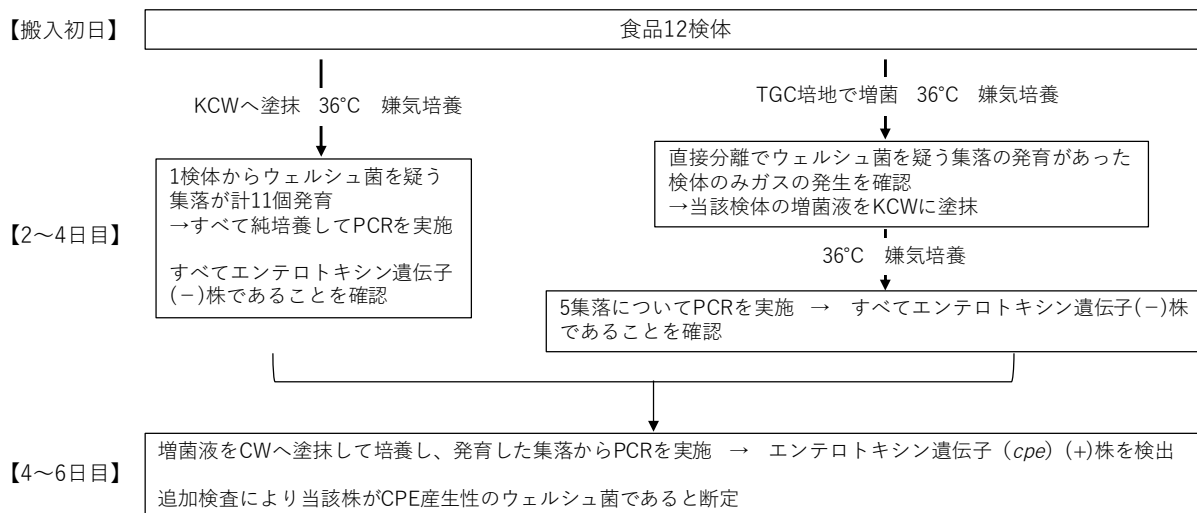 【搬入初日】
食品12検体
KCWへ塗抹　36°C　嫌気培養
TGC培地で増菌　36°C　嫌気培養
【2～4日目】
1検体からウェルシュ菌を疑う
集落が計11個発育
→すべて純培養してPCRを実施
すべてエンテロトキシン遺伝子
(－)株であることを確認
直接分離でウェルシュ菌を疑う集落の発育があった
検体のみガスの発生を確認
→当該検体の増菌液をKCWに塗抹
36°C　嫌気培養
5集落についてPCRを実施　→　すべてエンテロトキシン遺伝子(－)株
であることを確認
【4～6日目】
増菌液をCWへ塗抹して培養し、発育した集落からPCRを実施　→　エンテロトキシン遺伝子（cpe）(+)株を検出
追加検査により当該株がCPE産生性のウェルシュ菌であると断定